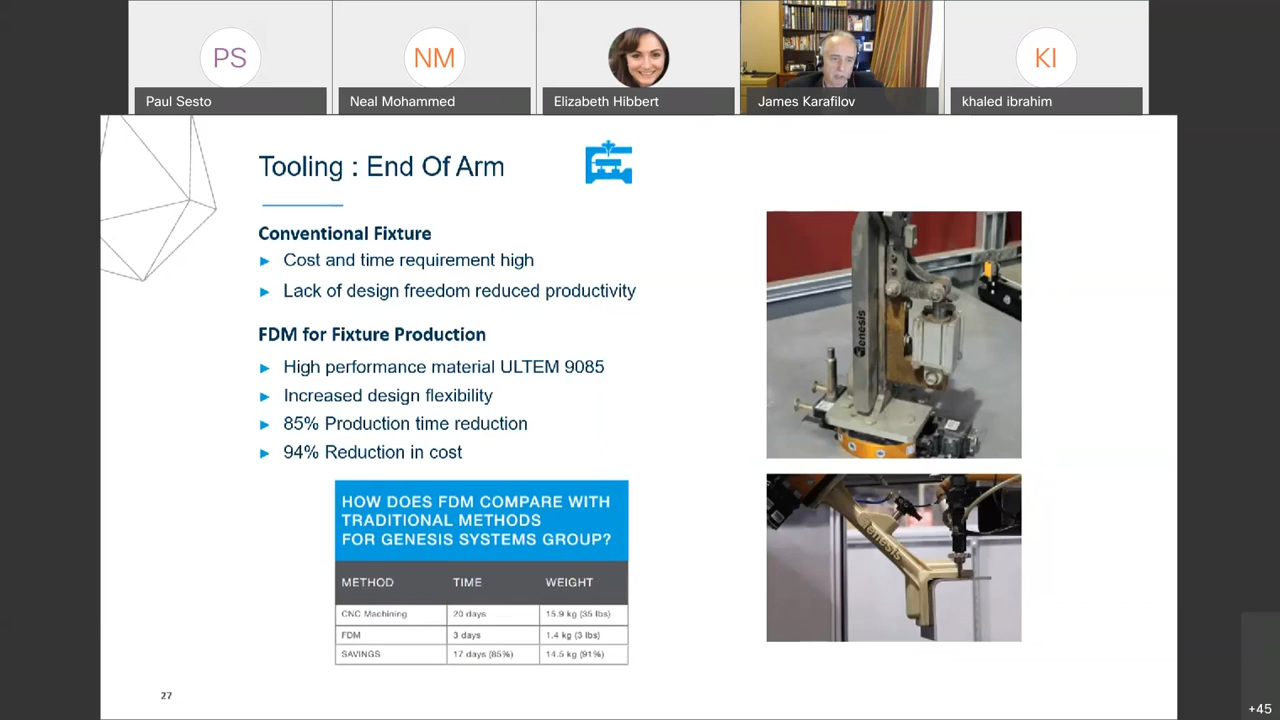 PS
NM
KI
Paul Sesto
Neal Mohammed
Elizabeth Hibbert
James Karafilov
khaled ibrahim
Tooling : End Of Arm
Conventional Fixture
► Cost and time requirement high
► Lack of design freedom reduced productivity
FDM for Fixture Production
► High performance material ULTEM 9085
► Increased design flexibility
► 85% Production time reduction
► 94% Reduction in cost
HOW DOES FDM COMPARE WITH
TRADITIONAL METHODS
FOR GENESIS SYSTEMS GROUP?
METHOD TIME WEIGHT
CNC Machining 20 days 15.9 kg (35 lbs)
FDM 3 days 1.4 kg (3 lbs)
SAVINGS 17 days (85%) 14.5 kg (91%)
Genesis
enesis
27
+45